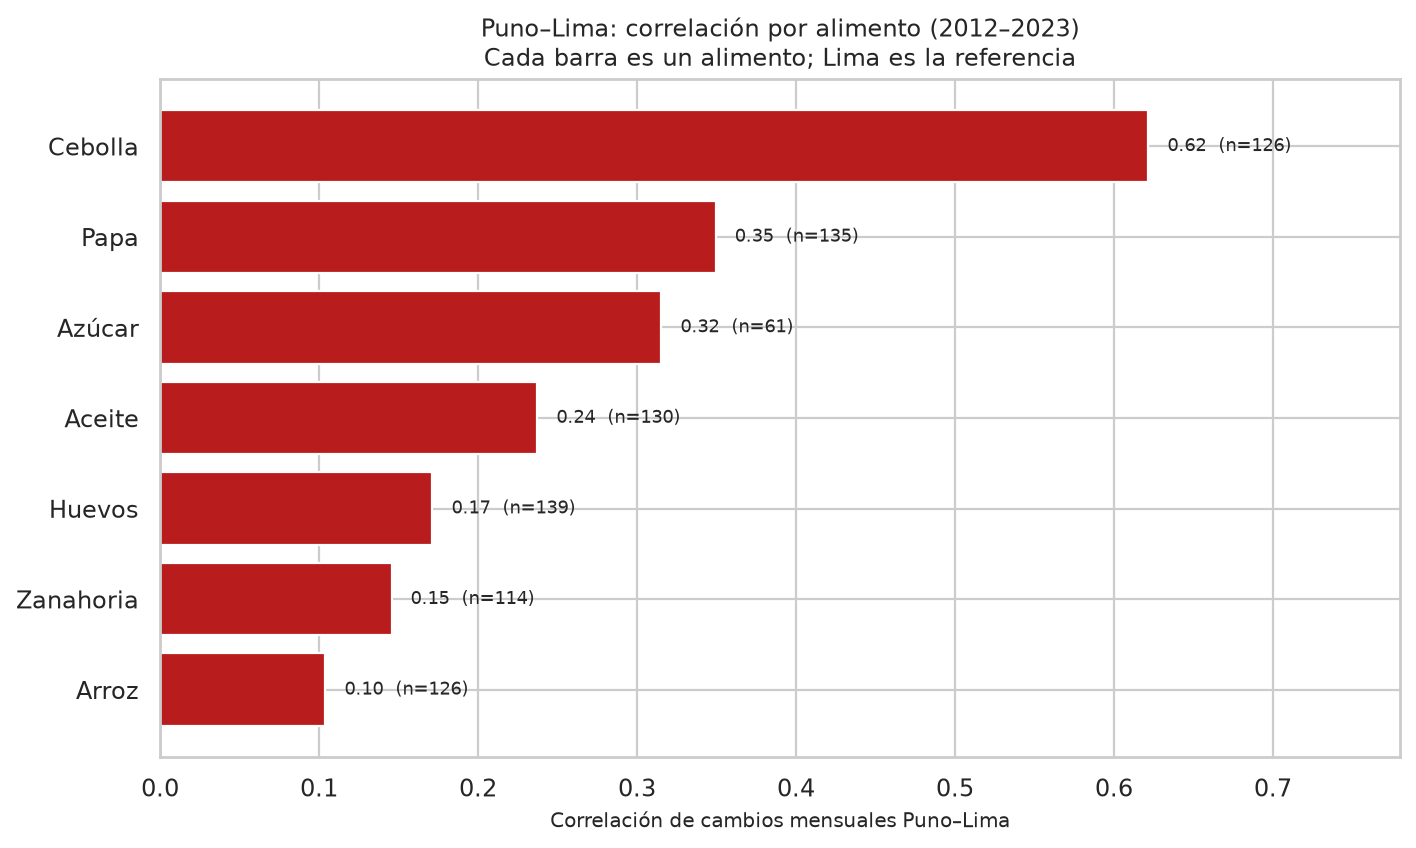 Puno–Lima: correlación por alimento (2012–2023)
Cada barra es un alimento; Lima es la referencia
Cebolla
0.62 (n=126)
Papa
0.35 (n=135)
Azúcar
0.32 (n=61)
Aceite
0.24 (n=130)
Huevos
0.17 (n=139)
Zanahoria
0.15 (n=114)
Arroz
0.10 (n=126)
0.0 0.1 0.2 0.3 0.4 0.5 0.6 0.7
Correlación de cambios mensuales Puno–Lima